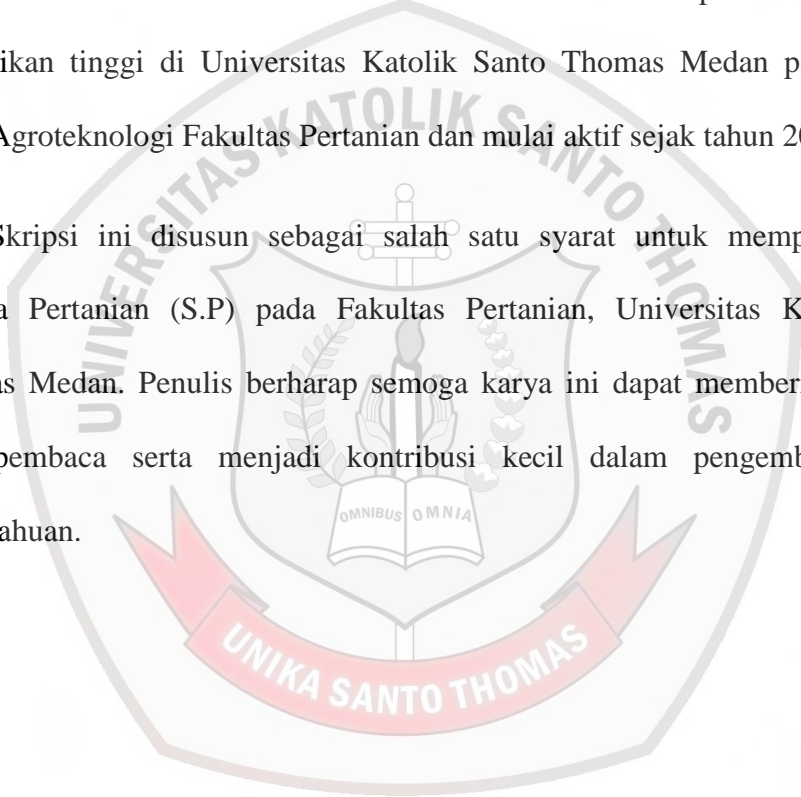 ikan tinggi di Universitas Katolik Santo Thomas Medan p
Agroteknologi Fakultas Pertanian dan mulai aktif sejak tahun 20
Skripsi ini disusun sebagai salah satu syarat untuk memp
a Pertanian (S.P) pada Fakultas Pertanian, Universitas K
as Medan. Penulis berharap semoga karya ini dapat member
pembaca serta menjadi kontribusi kecil dalam pengemb
ahuan.
UNIVERSITAS KATOLIK SANTO THOMAS
OMNIBUS OMNIA
UNIKA SANTO THOMAS